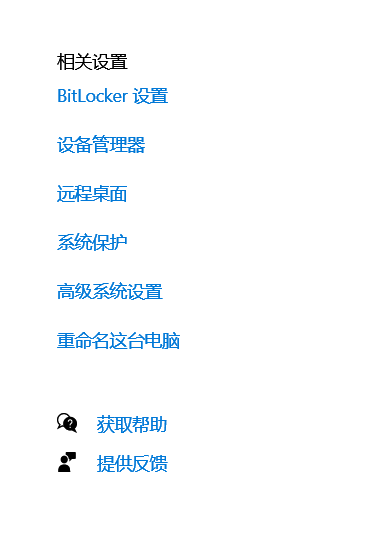 相关设置
BitLocker 设置
设备管理器
远程桌面
系统保护
高级系统设置
重命名这台电脑
获取帮助
提供反馈